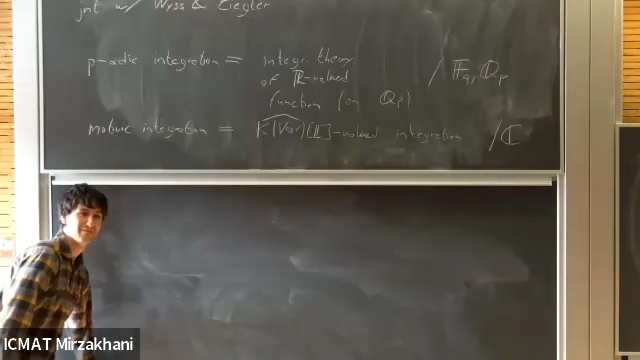 jnt w/ Wyss & Ziegler
p-adic integration = integr. theory / 𝔽q, ℚp
of ℝ-valued
function (on ℚp)
motivic integration = -valued integration / ℂ
ICMAT Mirzakhani